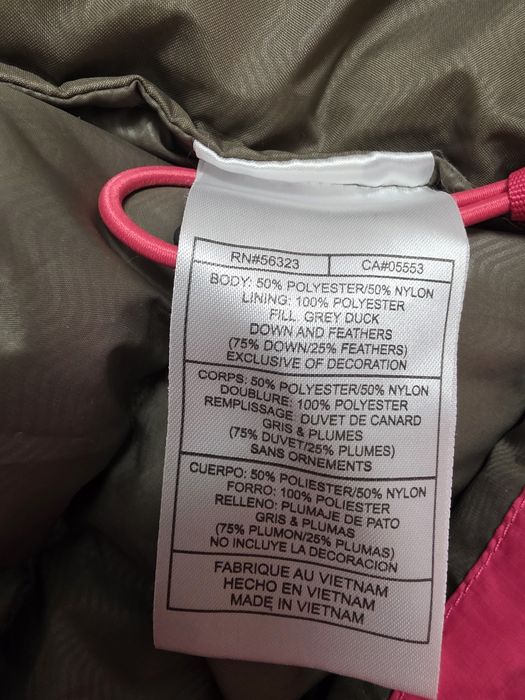 RN#56323 CA#05553
BODY: 50% POLYESTER/50% NYLON
LINING: 100% POLYESTER
FILL: GREY DUCK
DOWN AND FEATHERS
(75% DOWN/25% FEATHERS)
EXCLUSIVE OF DECORATION
CORPS: 50% POLYESTER/50% NYLON
DOUBLURE: 100% POLYESTER
REMPLISSAGE: DUVET DE CANARD
GRIS & PLUMES
(75% DUVET/25% PLUMES)
SANS ORNEMENTS
CUERPO: 50% POLIESTER/50% NYLON
FORRO: 100% POLIESTER
RELLENO: PLUMAJE DE PATO
GRIS & PLUMAS
(75% PLUMON/25% PLUMAS)
NO INCLUYE LA DECORACION
FABRIQUE AU VIETNAM
HECHO EN VIETNAM
MADE IN VIETNAM